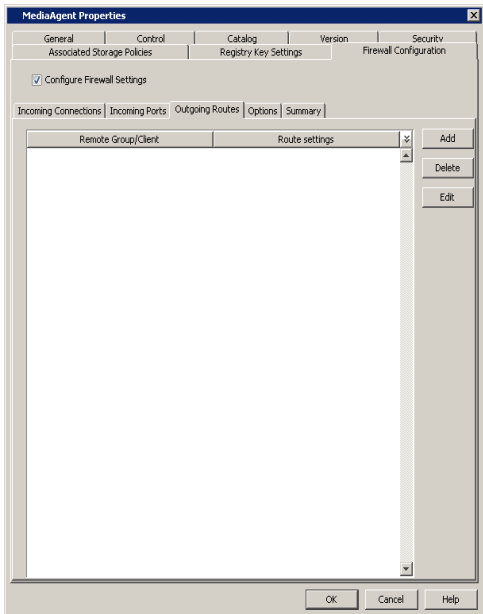 MediaAgent Properties
General Control Catalog Version Security
Associated Storage Policies Registry Key Settings Firewall Configuration
Configure Firewall Settings
Incoming Connections Incoming Ports Outgoing Routes Options Summary
Remote Group/Client Route settings Add
Delete
Edit
OK Cancel Help